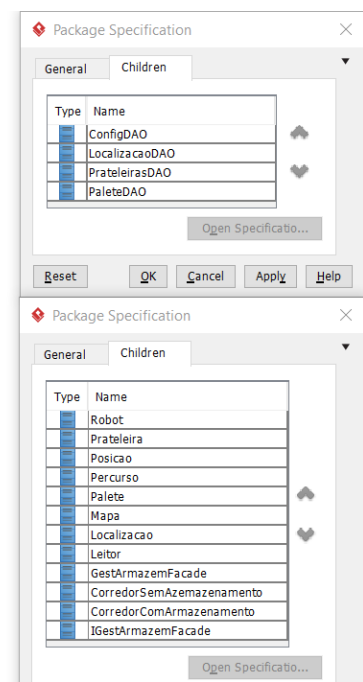 Package Specification
General Children
Type Name
ConfigDAO
LocalizacaoDAO
PrateleirasDAO
PaleteDAO
Open Specificatio...
Reset OK Cancel Apply Help
Package Specification
General Children
Type Name
Robot
Prateleira
Posicao
Percurso
Palete
Mapa
Localizacao
Leitor
GestArmazemFacade
CorredorSemAzemazenamento
CorredorComArmazenamento
IGestArmazemFacade
Open Specificatio...